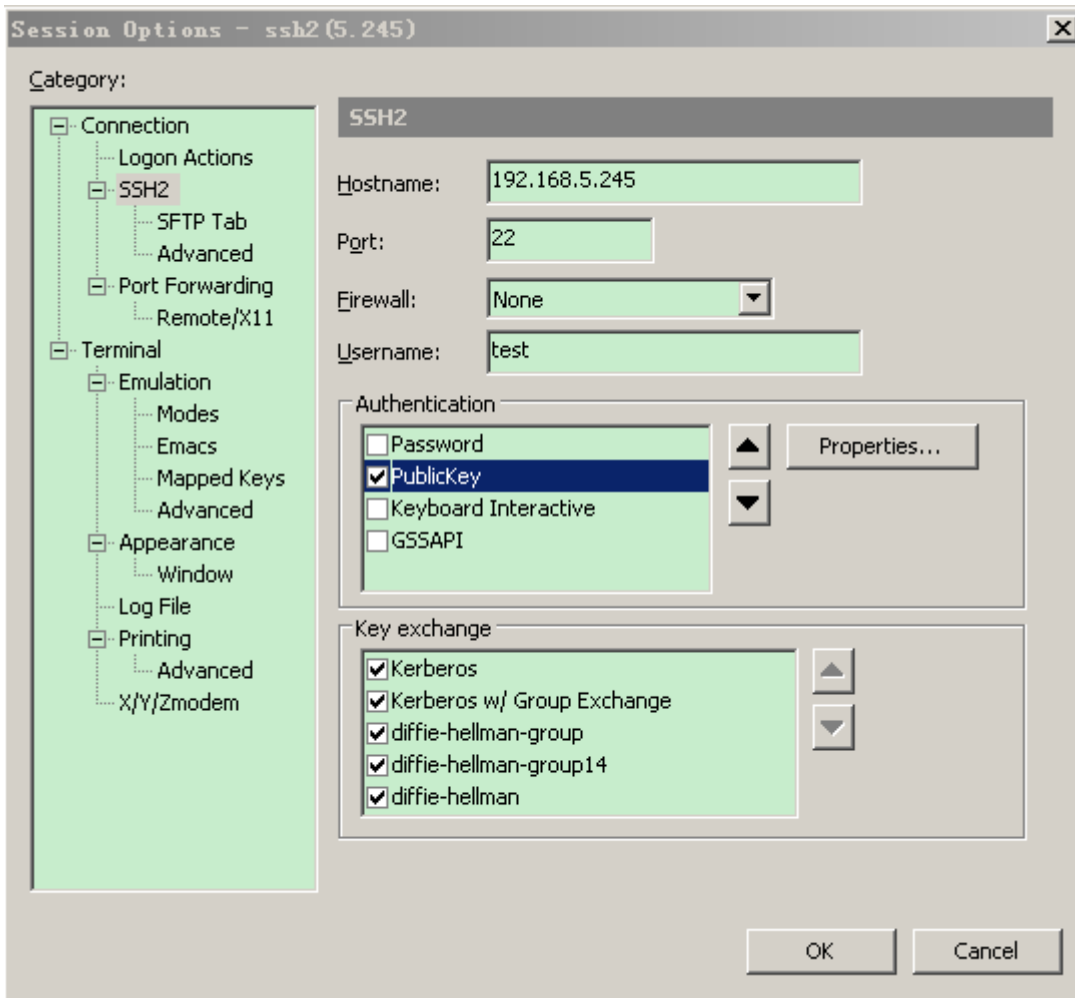 Session Options - ssh2(5.245)
Category:
Connection
Logon Actions
SSH2
SFTP Tab
Advanced
Port Forwarding
Remote/X11
Terminal
Emulation
Modes
Emacs
Mapped Keys
Advanced
Appearance
Window
Log File
Printing
Advanced
X/Y/Zmodem
SSH2
Hostname: 192.168.5.245
Port: 22
Firewall: None
Username: test
Authentication
Password
PublicKey
Keyboard Interactive
GSSAPI
Properties...
Key exchange
Kerberos
Kerberos w/ Group Exchange
diffie-hellman-group
diffie-hellman-group14
diffie-hellman
OK Cancel